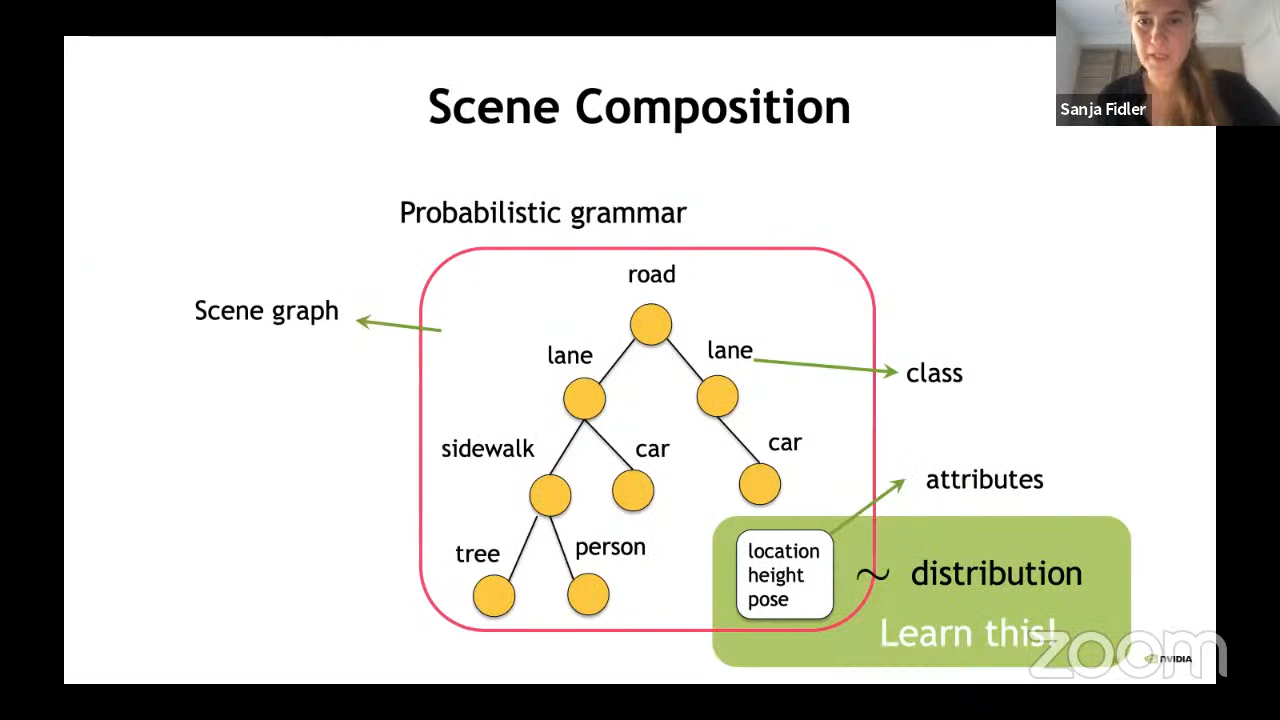 Scene Composition
Sanja Fidler
Probabilistic grammar
road
Scene graph
lane
lane
class
sidewalk
car
car
attributes
tree
person
location
height
pose
~ distribution
Learn this!
zoom
NVIDIA